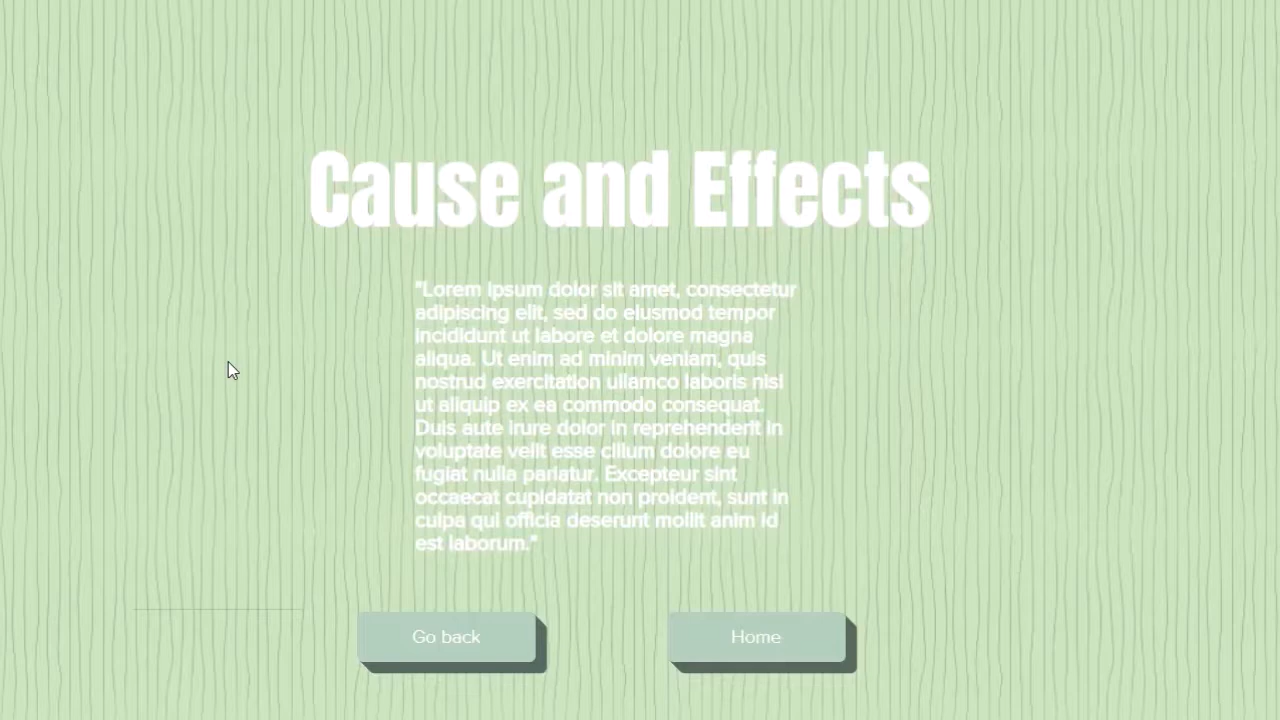 Cause and Effects
"Lorem ipsum dolor sit amet, consectetur
adipiscing elit, sed do eiusmod tempor
incididunt ut labore et dolore magna
aliqua. Ut enim ad minim veniam, quis
nostrud exercitation ullamco laboris nisi
ut aliquip ex ea commodo consequat.
Duis aute irure dolor in reprehenderit in
voluptate velit esse cillum dolore eu
fugiat nulla pariatur. Excepteur sint
occaecat cupidatat non proident, sunt in
culpa qui officia deserunt mollit anim id
est laborum."
Go back
Home